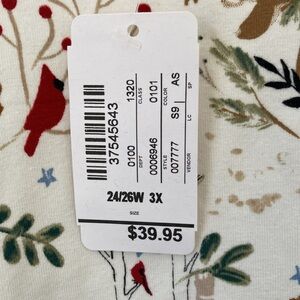 37545643
0100 1320
DEPT CLASS
0006946 0101
STYLE COLOR
007777 S9 AS
VENDOR LC SP
24/26W 3X
SIZE
$39.95